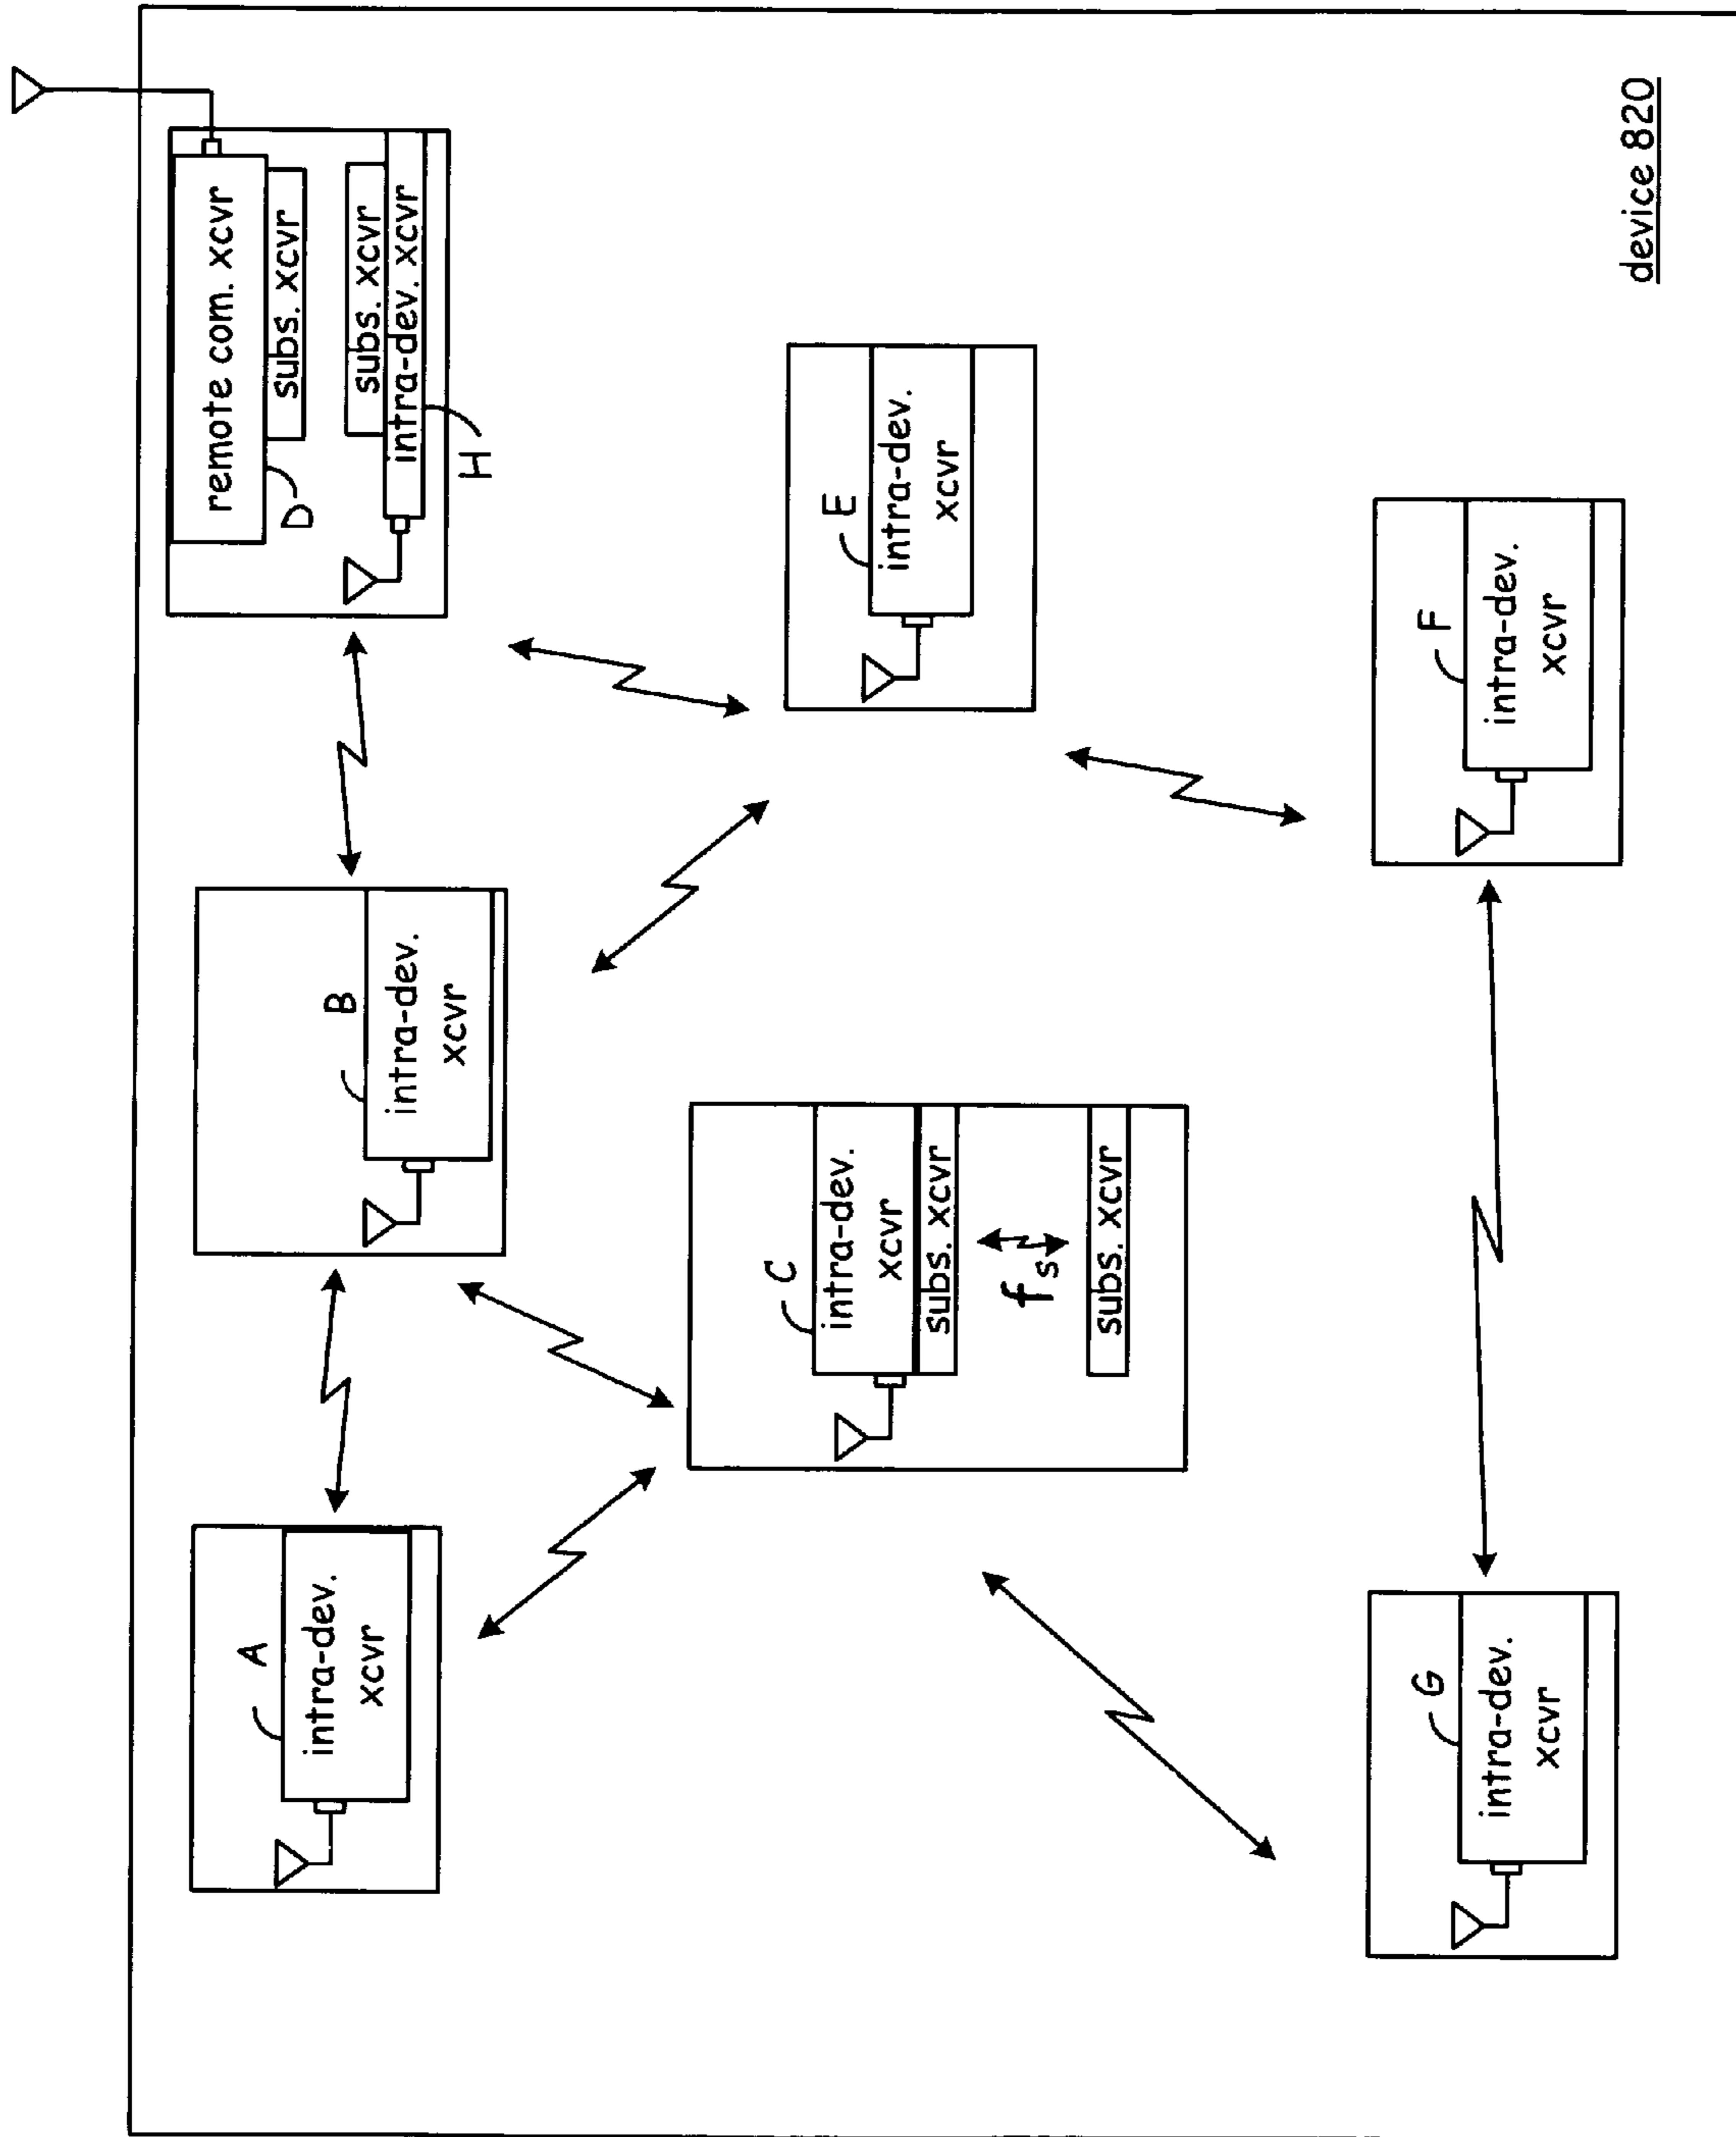 A
intra-dev.
xcvr
B
intra-dev.
xcvr
remote com. xcvr
D
subs. xcvr
subs. xcvr
intra-dev. xcvr
H
C
intra-dev.
xcvr
subs. xcvr
fs
subs. xcvr
E
intra-dev.
xcvr
G
intra-dev.
xcvr
F
intra-dev.
xcvr
device 820